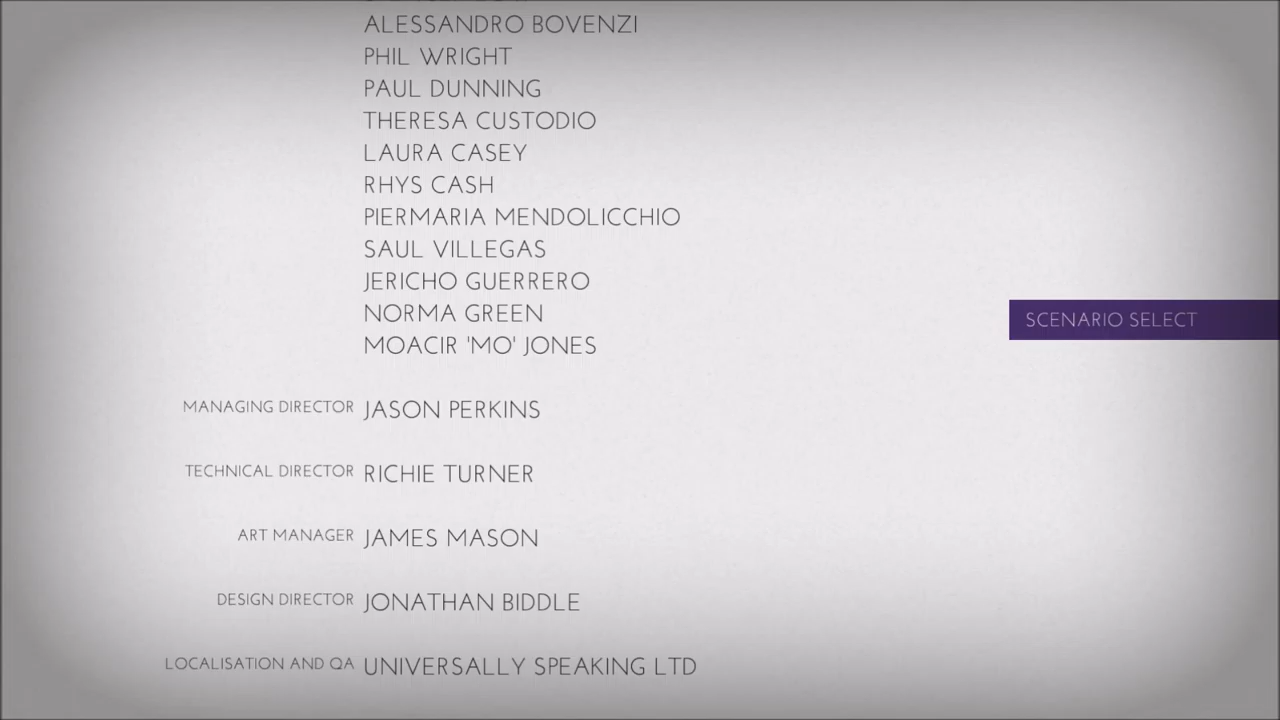 ALESSANDRO BOVENZI
PHIL WRIGHT
PAUL DUNNING
THERESA CUSTODIO
LAURA CASEY
RHYS CASH
PIERMARIA MENDOLICCHIO
SAUL VILLEGAS
JERICHO GUERRERO
NORMA GREEN
SCENARIO SELECT
MOACIR 'MO' JONES
MANAGING DIRECTOR JASON PERKINS
TECHNICAL DIRECTOR RICHIE TURNER
ART MANAGER JAMES MASON
DESIGN DIRECTOR JONATHAN BIDDLE
LOCALISATION AND QA UNIVERSALLY SPEAKING LTD